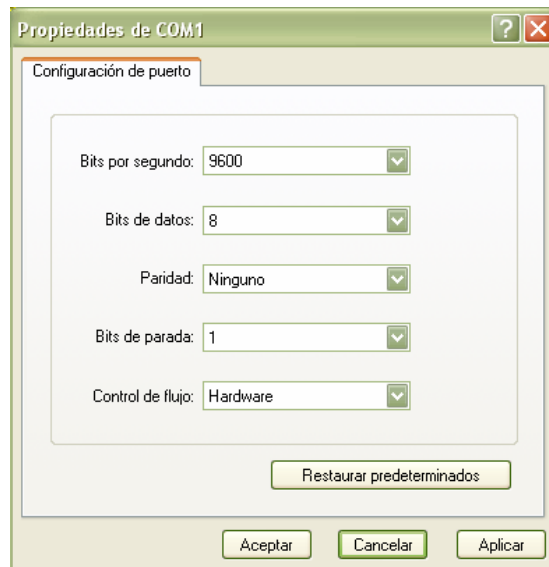 Propiedades de COM1
Configuración de puerto
Bits por segundo: 9600
Bits de datos: 8
Paridad: Ninguno
Bits de parada: 1
Control de flujo: Hardware
Restaurar predeterminados
Aceptar Cancelar Aplicar